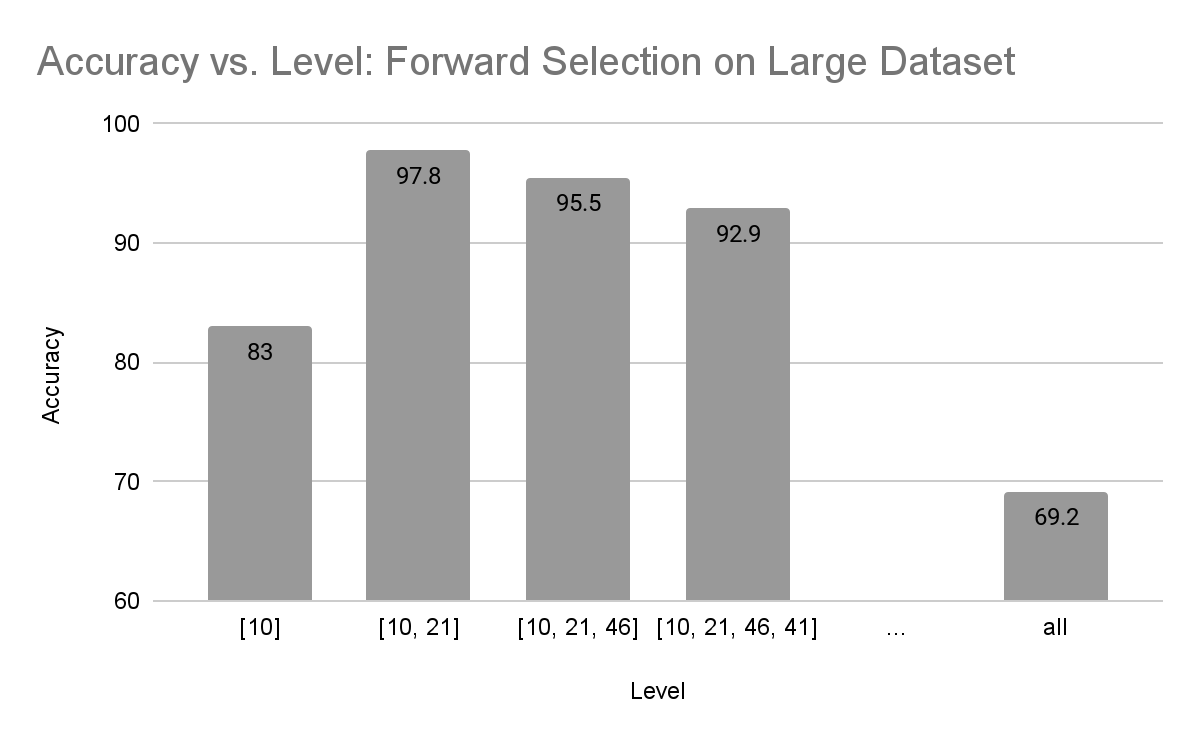 Accuracy vs. Level: Forward Selection on Large Dataset
100
90
80
70
60
Accuracy
83
97.8
95.5
92.9
69.2
[10]
[10, 21]
[10, 21, 46]
[10, 21, 46, 41]
...
all
Level